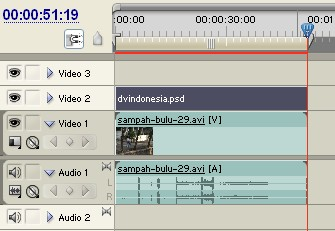 00:00:51:19
:00:00
00:00:30:00
00:01
Video 3
Video 2
dvindonesia.psd
Video 1
sampah-bulu-29.avi [V]
Audio 1
sampah-bulu-29.avi [A]
L
R
Audio 2